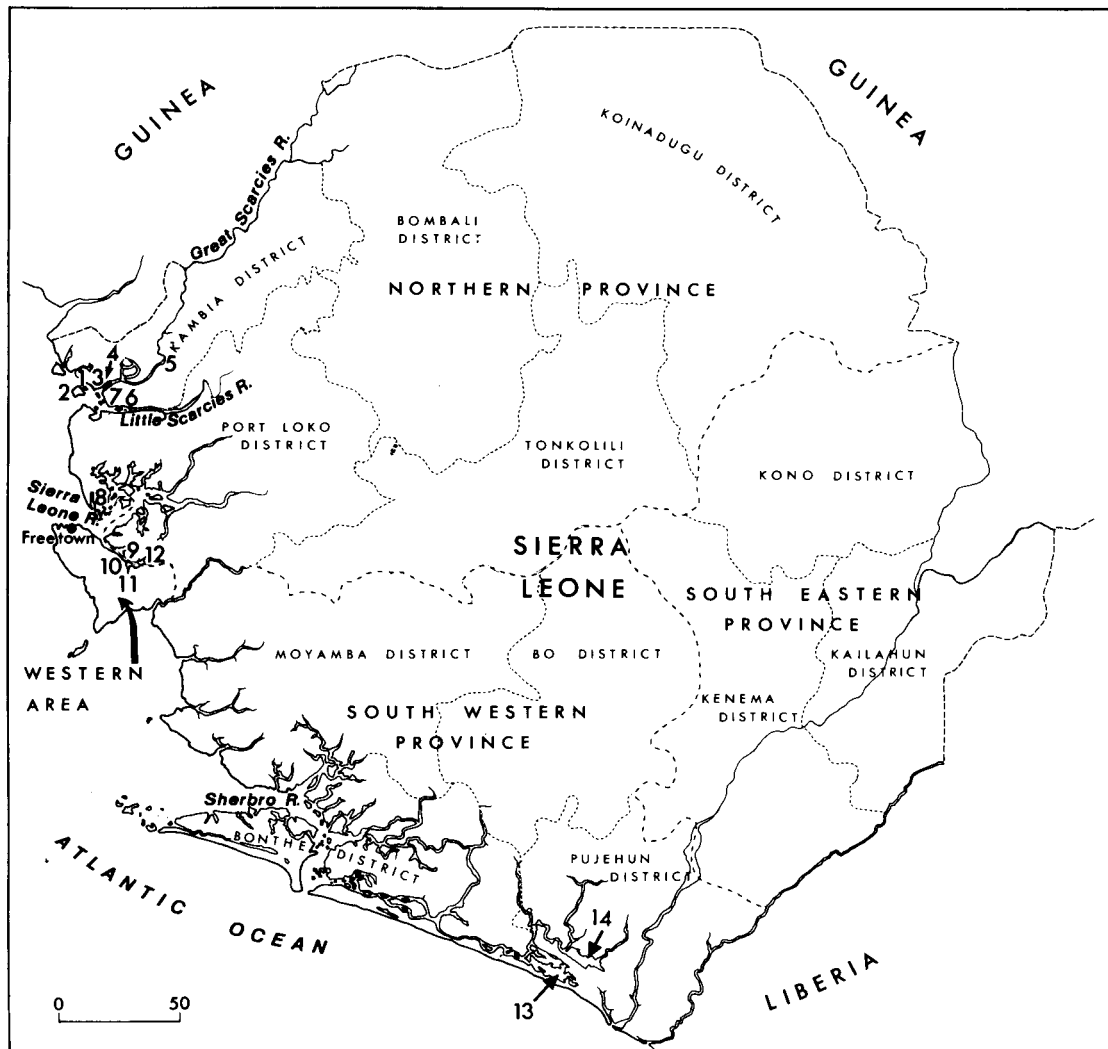 GUINEA
GUINEA
KOINADUGU DISTRICT
Great Scarcies R.
BOMBALI
DISTRICT
KAMBIA DISTRICT
NORTHERN PROVINCE
4
5
2 1 3
7 6
Little Scarcies R.
PORT LOKO
DISTRICT
TONKOLILI
DISTRICT
KONO DISTRICT
Sierra
Leone R.
18
Freetown
9 12
10
11
SIERRA
LEONE
SOUTH EASTERN
PROVINCE
WESTERN
AREA
MOYAMBA DISTRICT
BO DISTRICT
KAILAHUN
DISTRICT
KENEMA
DISTRICT
SOUTH WESTERN
PROVINCE
Sherbro R.
BONTHE DISTRICT
PUJEHUN
DISTRICT
ATLANTIC
OCEAN
14
13
LIBERIA
0 50